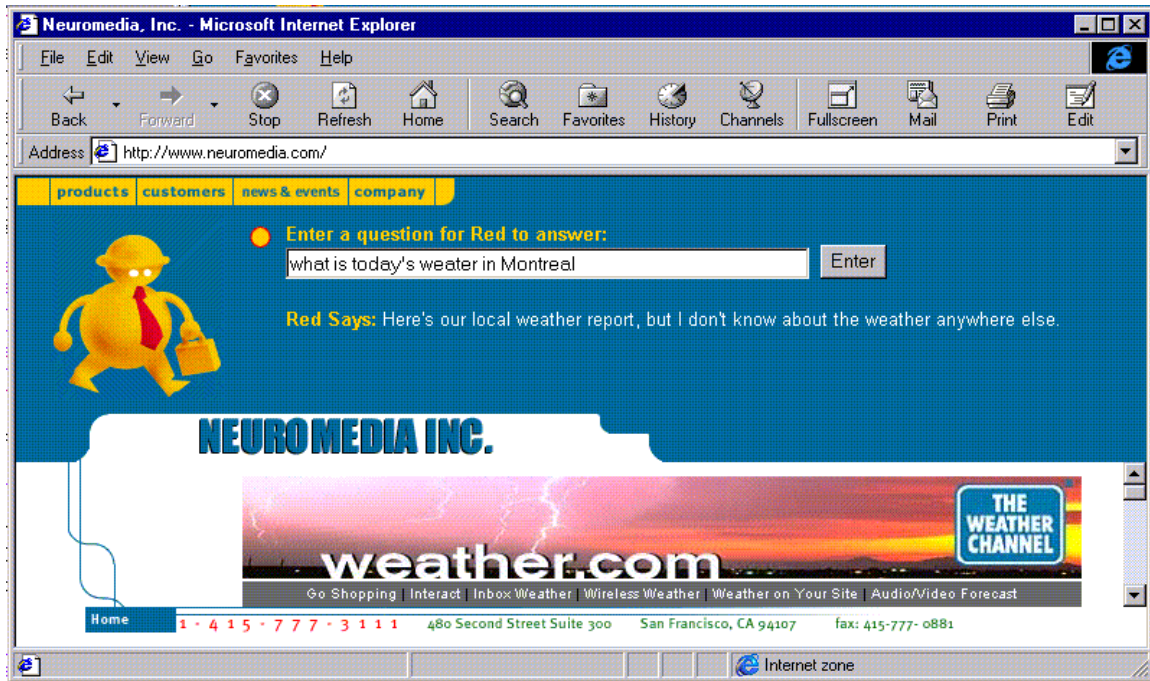 Neuromedia, Inc. - Microsoft Internet Explorer
File Edit View Go Favorites Help
Back Forward Stop Refresh Home Search Favorites History Channels Fullscreen Mail Print Edit
Address http://www.neuromedia.com/
products customers news & events company
Enter a question for Red to answer:
what is today's weater in Montreal Enter
Red Says: Here's our local weather report, but I don't know about the weather anywhere else.
NEUROMEDIA INC.
THE
WEATHER
CHANNEL
weather.com
Go Shopping | Interact | Inbox Weather | Wireless Weather | Weather on Your Site | Audio/Video Forecast
Home 1 - 4 1 5 - 7 7 7 - 3 1 1 1 480 Second Street Suite 300 San Francisco, CA 94107 fax: 415-777- 0881
Internet zone